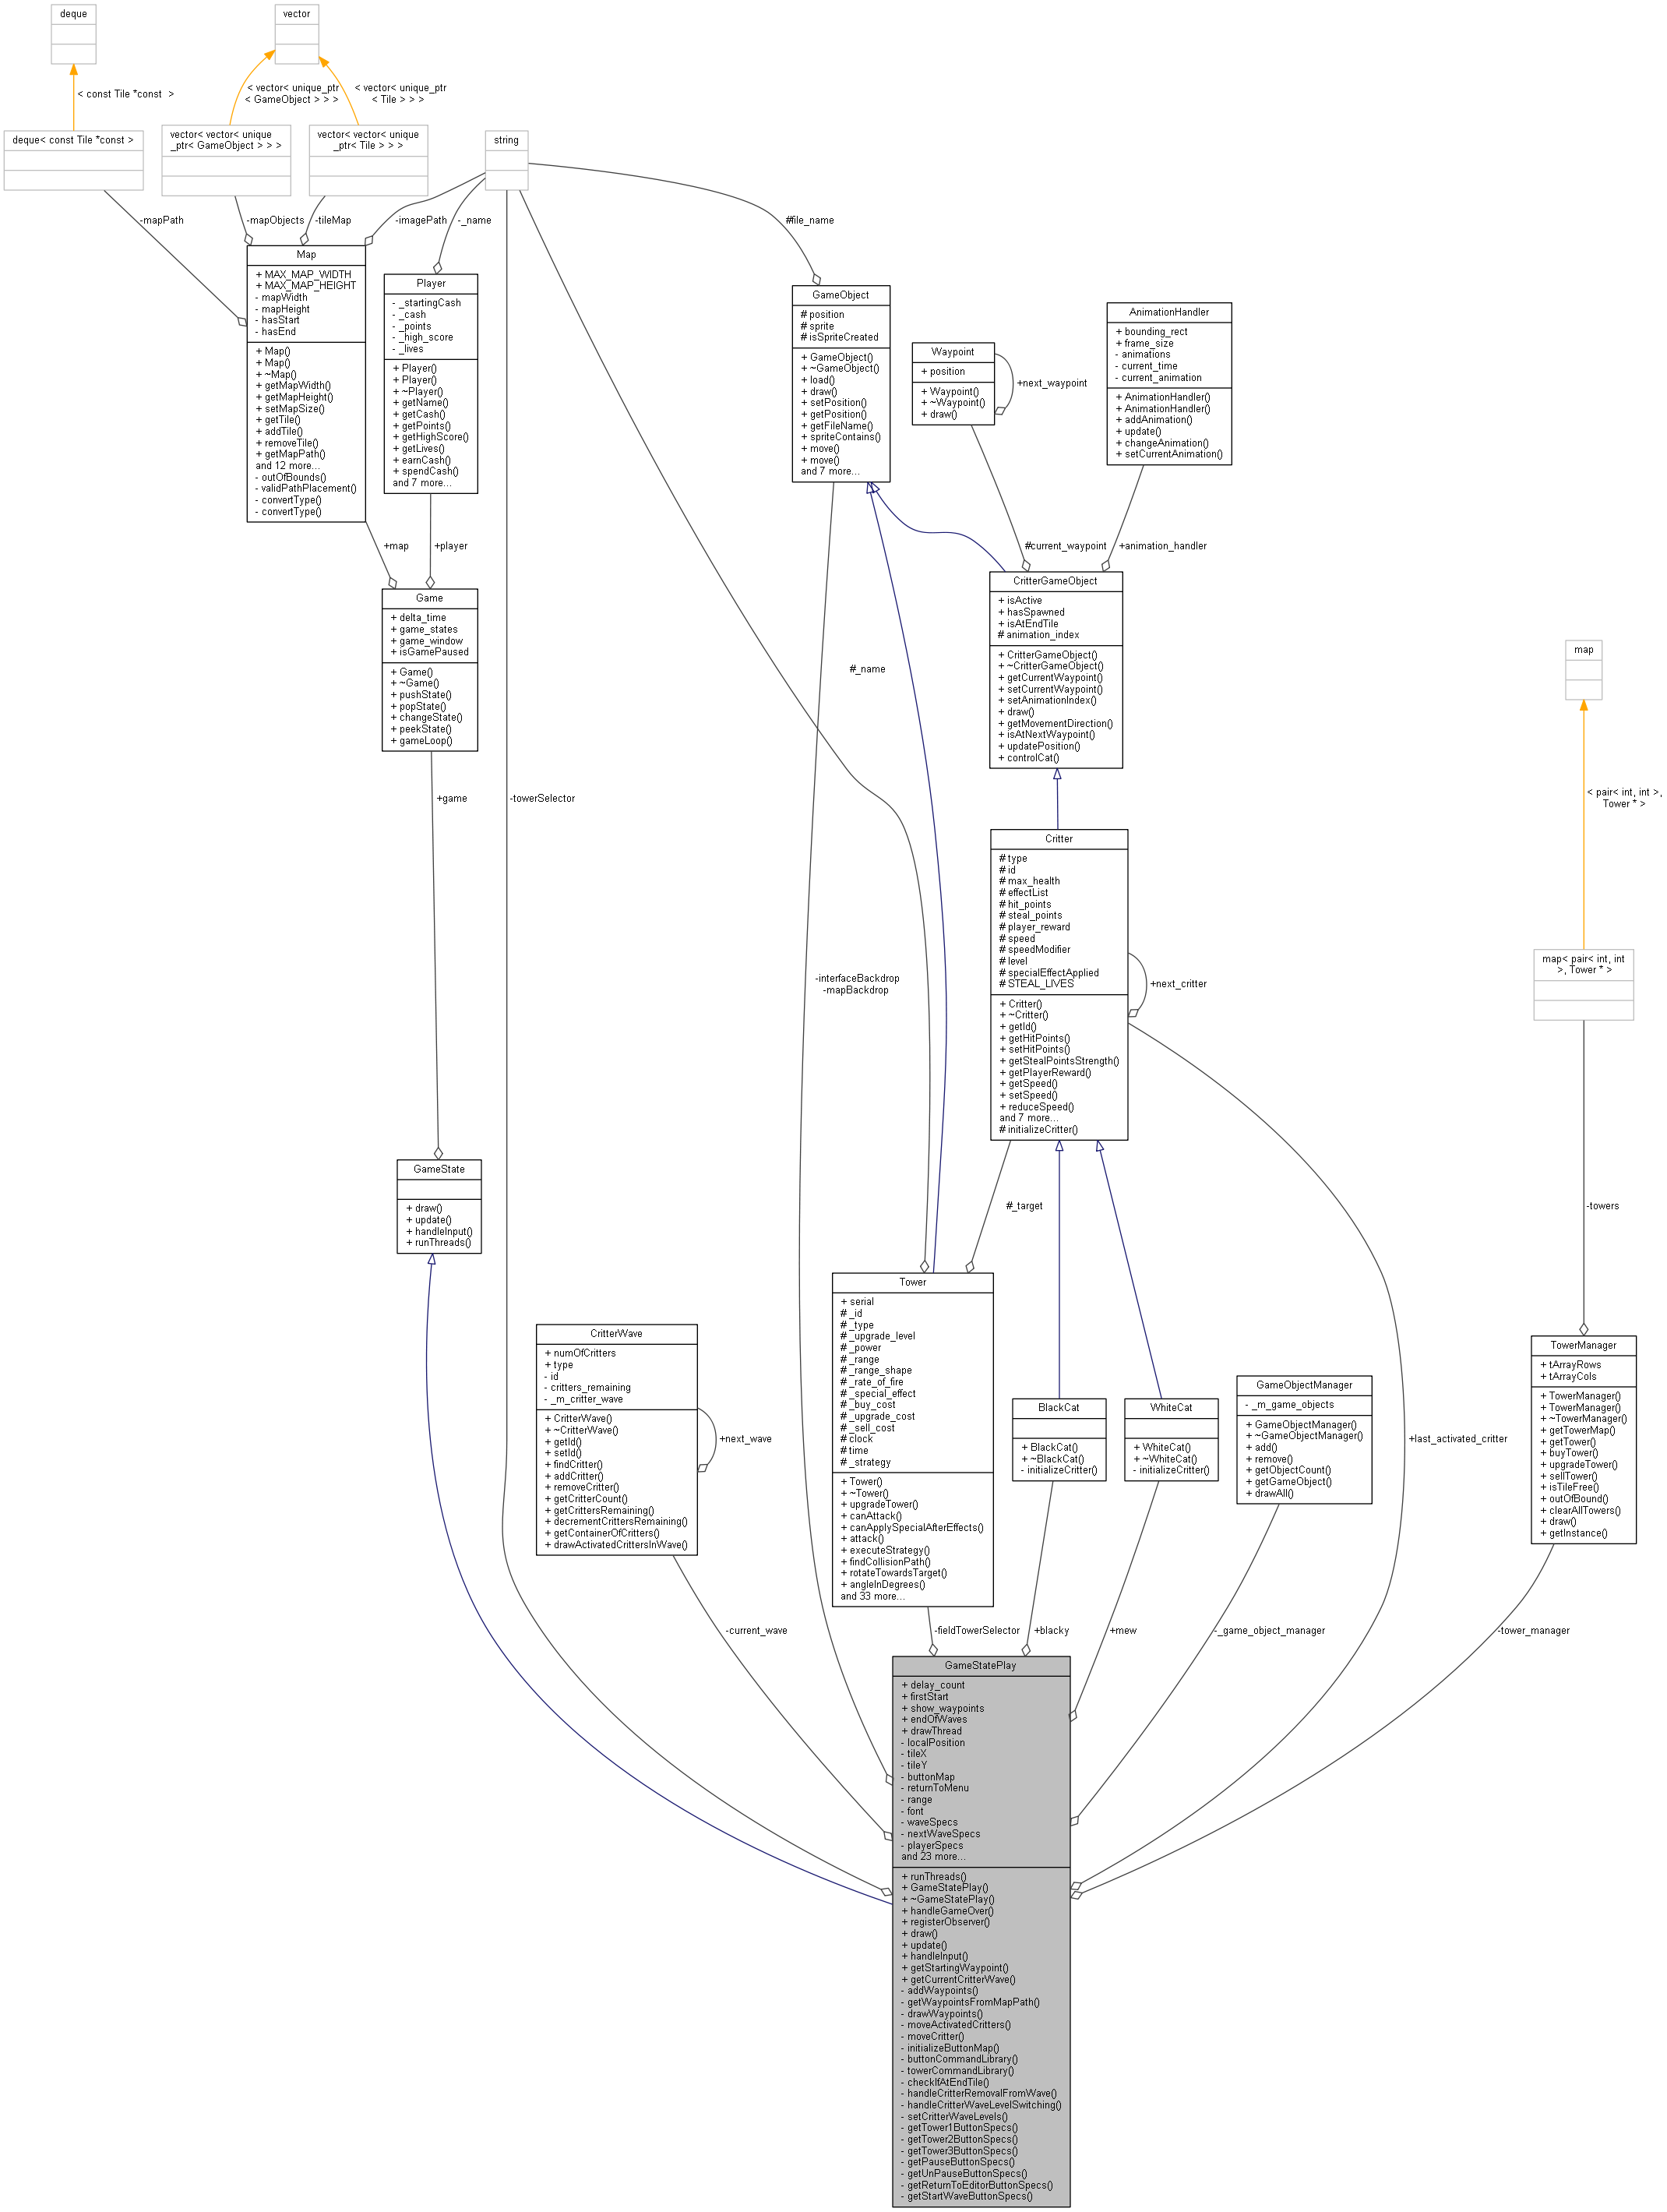 deque
vector
< const Tile *const  >
< vector< unique_ptr
< GameObject > > >
< vector< unique_ptr
< Tile > > >
deque< const Tile *const >
vector< vector< unique
_ptr< GameObject > > >
vector< vector< unique
_ptr< Tile > > >
string
-mapPath
-mapObjects
-tileMap
-imagePath
-_name
#file_name
Map
+ MAX_MAP_WIDTH
+ MAX_MAP_HEIGHT
- mapWidth
- mapHeight
- hasStart
- hasEnd
+ Map()
+ Map()
+ ~Map()
+ getMapWidth()
+ getMapHeight()
+ setMapSize()
+ getTile()
+ addTile()
+ removeTile()
+ getMapPath()
and 12 more...
- outOfBounds()
- validPathPlacement()
- convertType()
- convertType()
Player
- _startingCash
- _cash
- _points
- _high_score
- _lives
+ Player()
+ Player()
+ ~Player()
+ getName()
+ getCash()
+ getPoints()
+ getHighScore()
+ getLives()
+ earnCash()
+ spendCash()
and 7 more...
GameObject
# position
# sprite
# isSpriteCreated
+ GameObject()
+ ~GameObject()
+ load()
+ draw()
+ setPosition()
+ getPosition()
+ getFileName()
+ spriteContains()
+ move()
+ move()
and 7 more...
Waypoint
+ position
+ Waypoint()
+ ~Waypoint()
+ draw()
+next_waypoint
AnimationHandler
+ bounding_rect
+ frame_size
- animations
- current_time
- current_animation
+ AnimationHandler()
+ AnimationHandler()
+ addAnimation()
+ update()
+ changeAnimation()
+ setCurrentAnimation()
+map
+player
#current_waypoint
+animation_handler
Game
+ delta_time
+ game_states
+ game_window
+ isGamePaused
+ Game()
+ ~Game()
+ pushState()
+ popState()
+ changeState()
+ peekState()
+ gameLoop()
CritterGameObject
+ isActive
+ hasSpawned
+ isAtEndTile
# animation_index
+ CritterGameObject()
+ ~CritterGameObject()
+ getCurrentWaypoint()
+ setCurrentWaypoint()
+ setAnimationIndex()
+ draw()
+ getMovementDirection()
+ isAtNextWaypoint()
+ updatePosition()
+ controlCat()
#_name
map
+game
-towerSelector
< pair< int, int >,
Tower * >
Critter
# type
# id
# max_health
# effectList
# hit_points
# steal_points
# player_reward
# speed
# speedModifier
# level
# specialEffectApplied
# STEAL_LIVES
+ Critter()
+ ~Critter()
+ getId()
+ getHitPoints()
+ setHitPoints()
+ getStealPointsStrength()
+ getPlayerReward()
+ getSpeed()
+ setSpeed()
+ reduceSpeed()
and 7 more...
# initializeCritter()
+next_critter
-interfaceBackdrop
-mapBackdrop
map< pair< int, int
>, Tower * >
GameState
+ draw()
+ update()
+ handleInput()
+ runThreads()
#_target
-towers
Tower
+ serial
# _id
# _type
# _upgrade_level
# _power
# _range
# _range_shape
# _rate_of_fire
# _special_effect
# _buy_cost
# _upgrade_cost
# _sell_cost
# clock
# time
# _strategy
+ Tower()
+ ~Tower()
+ upgradeTower()
+ canAttack()
+ canApplySpecialAfterEffects()
+ attack()
+ executeStrategy()
+ findCollisionPath()
+ rotateTowardsTarget()
+ angleInDegrees()
and 33 more...
CritterWave
+ numOfCritters
+ type
- id
- critters_remaining
- _m_critter_wave
+ CritterWave()
+ ~CritterWave()
+ getId()
+ setId()
+ findCritter()
+ addCritter()
+ removeCritter()
+ getCritterCount()
+ getCrittersRemaining()
+ decrementCrittersRemaining()
+ getContainerOfCritters()
+ drawActivatedCrittersInWave()
+next_wave
BlackCat
+ BlackCat()
+ ~BlackCat()
- initializeCritter()
WhiteCat
+ WhiteCat()
+ ~WhiteCat()
- initializeCritter()
GameObjectManager
- _m_game_objects
+ GameObjectManager()
+ ~GameObjectManager()
+ add()
+ remove()
+ getObjectCount()
+ getGameObject()
+ drawAll()
+last_activated_critter
TowerManager
+ tArrayRows
+ tArrayCols
+ TowerManager()
+ TowerManager()
+ ~TowerManager()
+ getTowerMap()
+ getTower()
+ buyTower()
+ upgradeTower()
+ sellTower()
+ isTileFree()
+ outOfBound()
+ clearAllTowers()
+ draw()
+ getInstance()
-current_wave
-fieldTowerSelector
+blacky
+mew
-_game_object_manager
-tower_manager
GameStatePlay
+ delay_count
+ firstStart
+ show_waypoints
+ endOfWaves
+ drawThread
- localPosition
- tileX
- tileY
- buttonMap
- returnToMenu
- range
- font
- waveSpecs
- nextWaveSpecs
- playerSpecs
and 23 more...
+ runThreads()
+ GameStatePlay()
+ ~GameStatePlay()
+ handleGameOver()
+ registerObserver()
+ draw()
+ update()
+ handleInput()
+ getStartingWaypoint()
+ getCurrentCritterWave()
- addWaypoints()
- getWaypointsFromMapPath()
- drawWaypoints()
- moveActivatedCritters()
- moveCritter()
- initializeButtonMap()
- buttonCommandLibrary()
- towerCommandLibrary()
- checkIfAtEndTile()
- handleCritterRemovalFromWave()
- handleCritterWaveLevelSwitching()
- setCritterWaveLevels()
- getTower1ButtonSpecs()
- getTower2ButtonSpecs()
- getTower3ButtonSpecs()
- getPauseButtonSpecs()
- getUnPauseButtonSpecs()
- getReturnToEditorButtonSpecs()
- getStartWaveButtonSpecs()